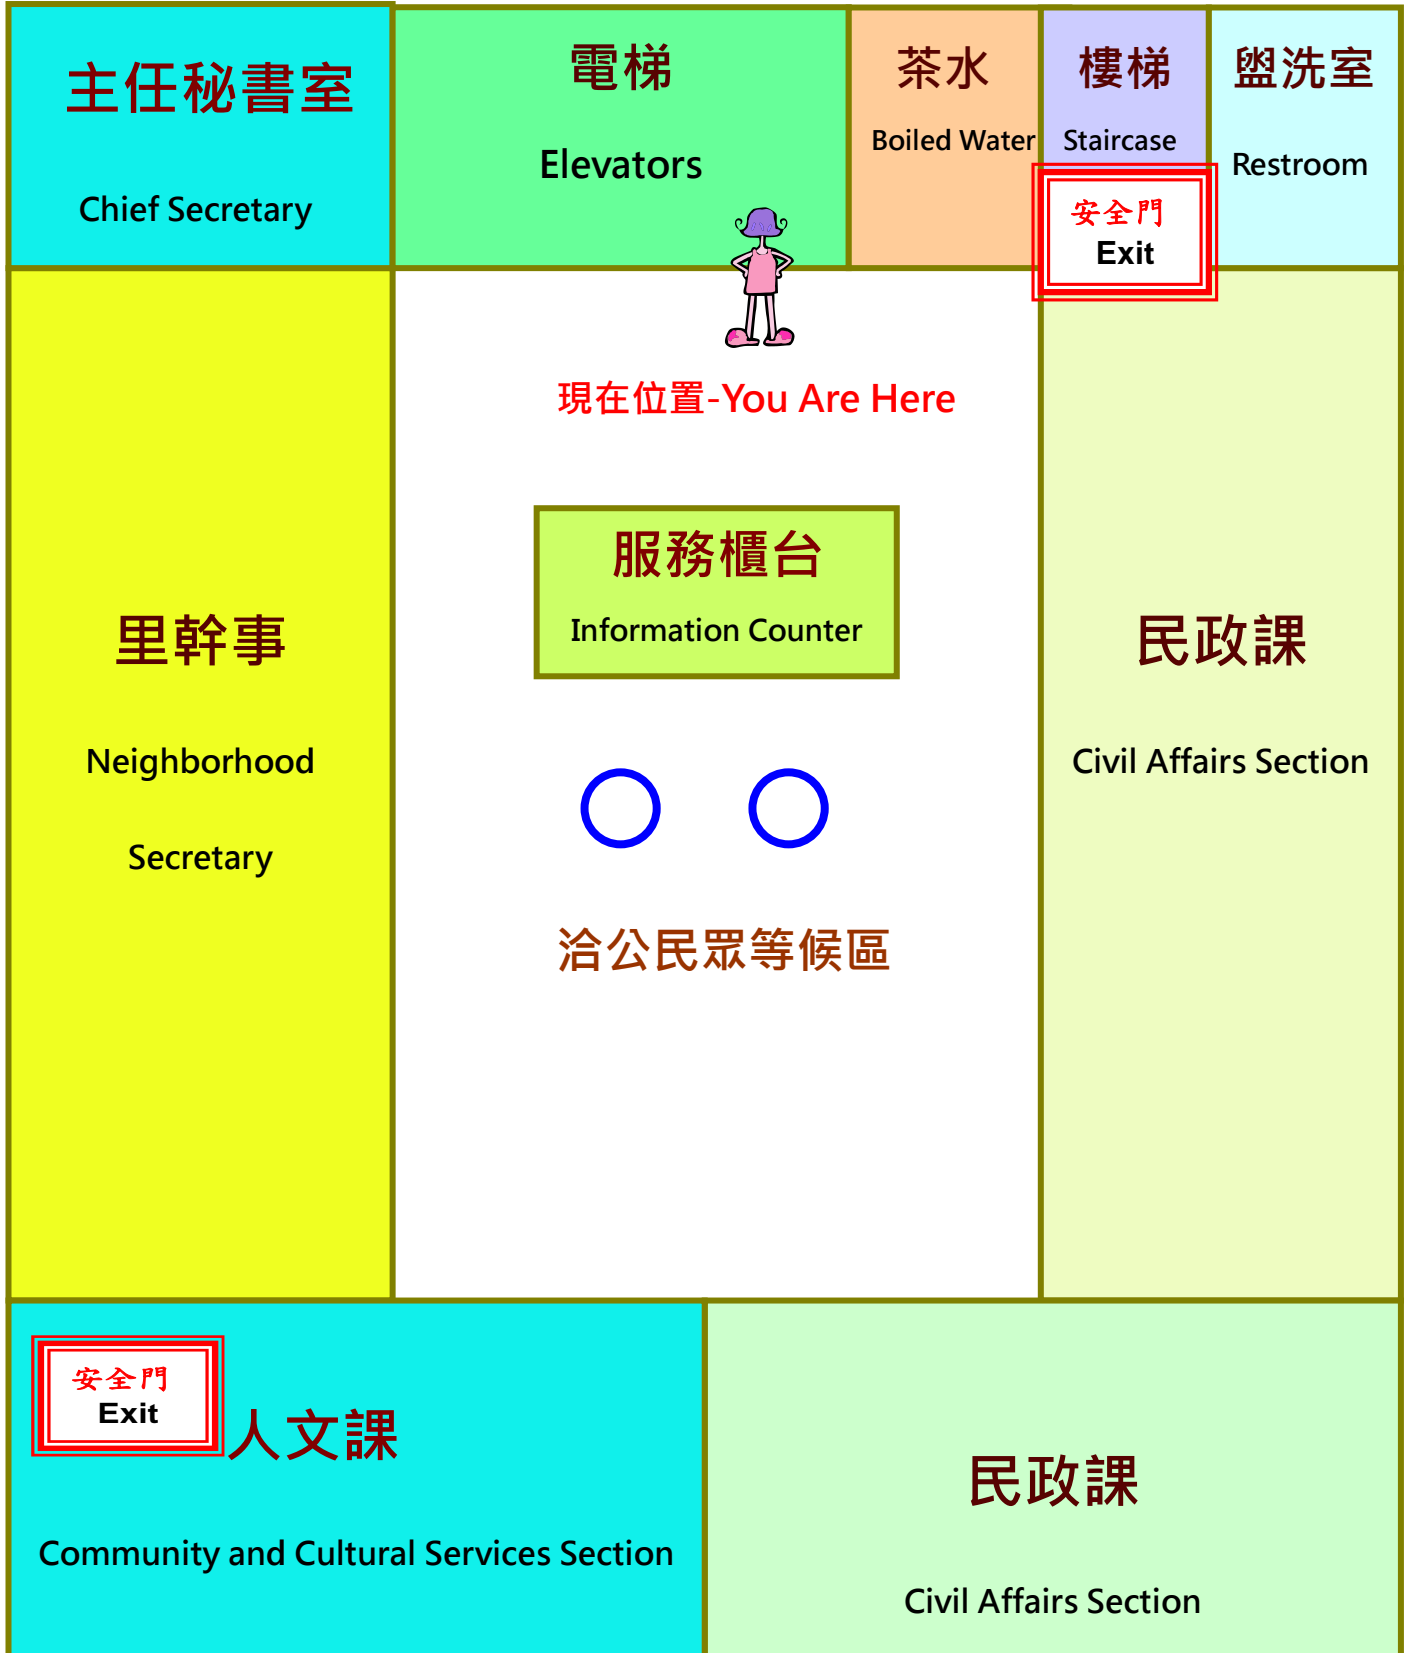 主任秘書室
Chief Secretary
電梯
Elevators
茶水
Boiled Water
樓梯
Staircase
盥洗室
Restroom
安全門
Exit
現在位置-You Are Here
服務櫃台
Information Counter
里幹事
Neighborhood
Secretary
民政課
Civil Affairs Section
洽公民眾等候區
安全門
Exit
人文課
Community and Cultural Services Section
民政課
Civil Affairs Section